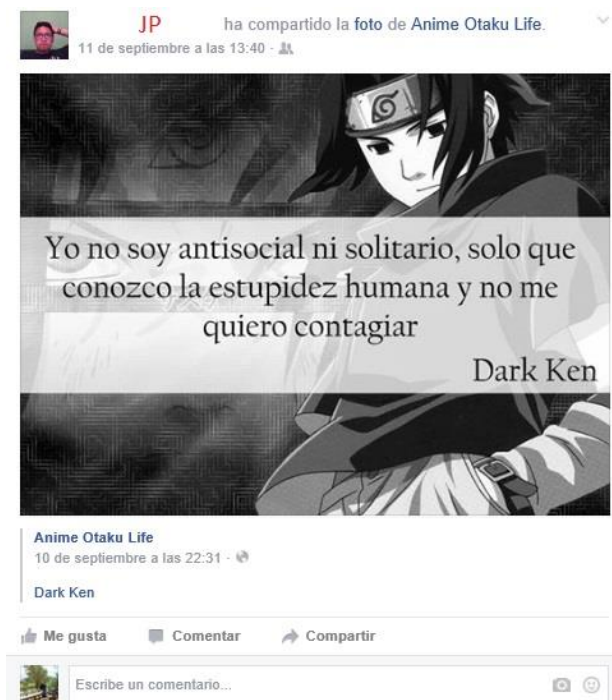 JP ha compartido la foto de Anime Otaku Life.
11 de septiembre a las 13:40 ·
Yo no soy antisocial ni solitario, solo que
conozco la estupidez humana y no me
quiero contagiar
Dark Ken
Anime Otaku Life
10 de septiembre a las 22:31 ·
Dark Ken
Me gusta Comentar Compartir
Escribe un comentario...